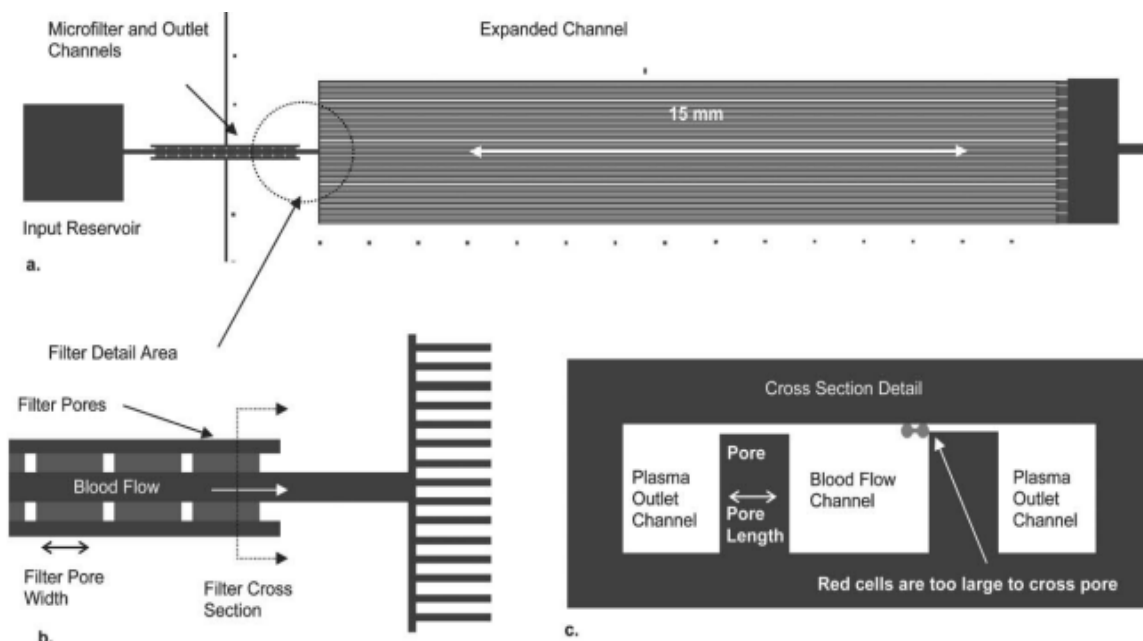 Microfilter and Outlet
Channels
Expanded Channel
15 mm
Input Reservoir
a.
Filter Detail Area
Filter Pores
Blood Flow
Filter Pore
Width
Filter Cross
Section
b.
Cross Section Detail
Plasma
Outlet
Channel
Pore
Pore
Length
Blood Flow
Channel
Plasma
Outlet
Channel
Red cells are too large to cross pore
c.